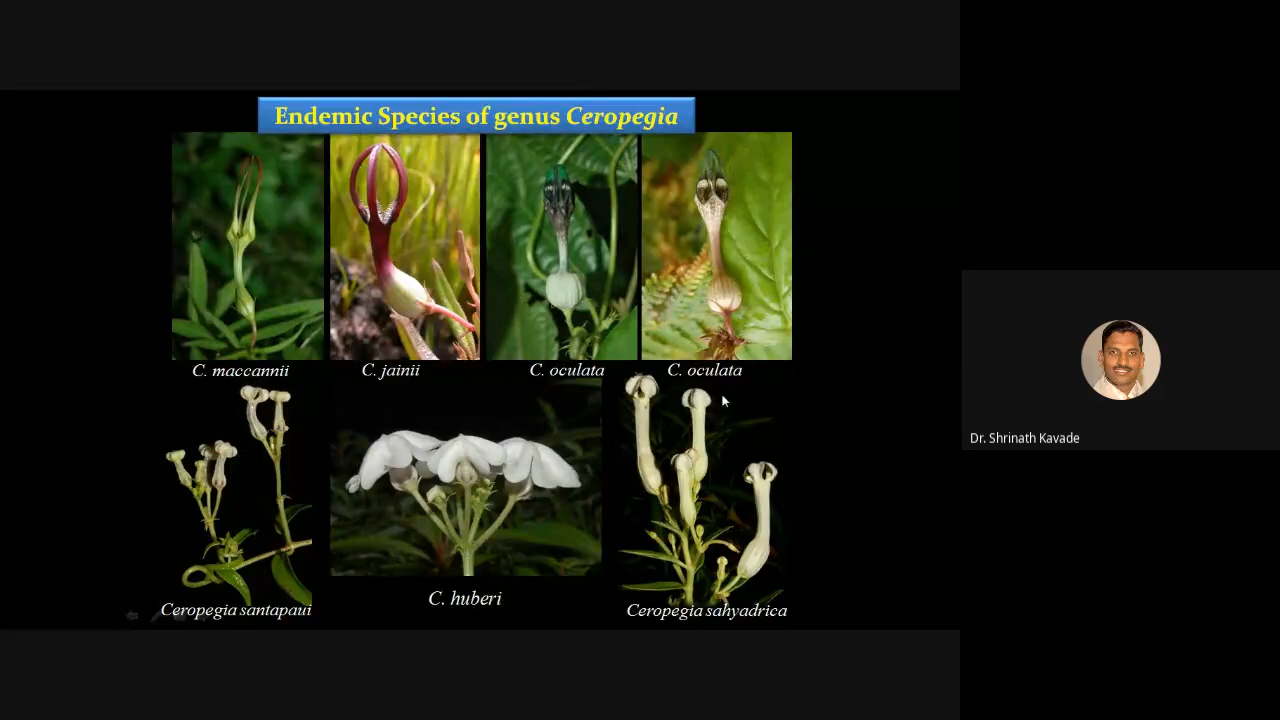 Endemic Species of genus Ceropegia
C. maccannii
C. jainii
C. oculata
C. oculata
Dr. Shrinath Kavade
Ceropegia santapaui
C. huberi
Ceropegia sahyadrica